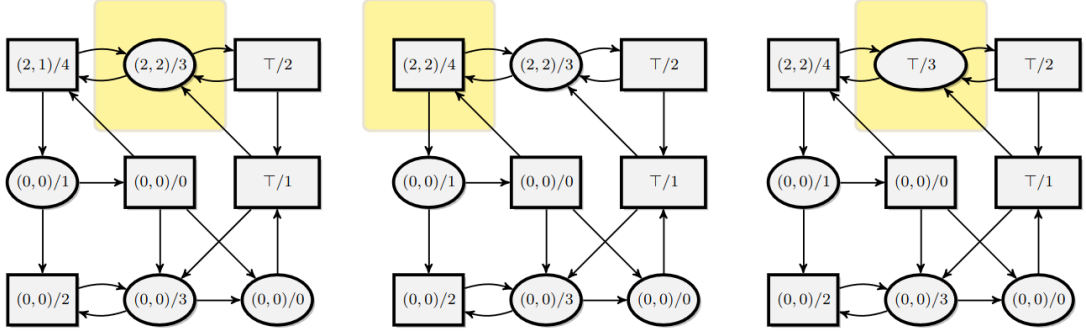 (2, 1)/4 (2, 2)/3 ⊤/2
(0, 0)/1 (0, 0)/0 ⊤/1
(0, 0)/2 (0, 0)/3 (0, 0)/0
(2, 2)/4 (2, 2)/3 ⊤/2
(0, 0)/1 (0, 0)/0 ⊤/1
(0, 0)/2 (0, 0)/3 (0, 0)/0
(2, 2)/4 ⊤/3 ⊤/2
(0, 0)/1 (0, 0)/0 ⊤/1
(0, 0)/2 (0, 0)/3 (0, 0)/0